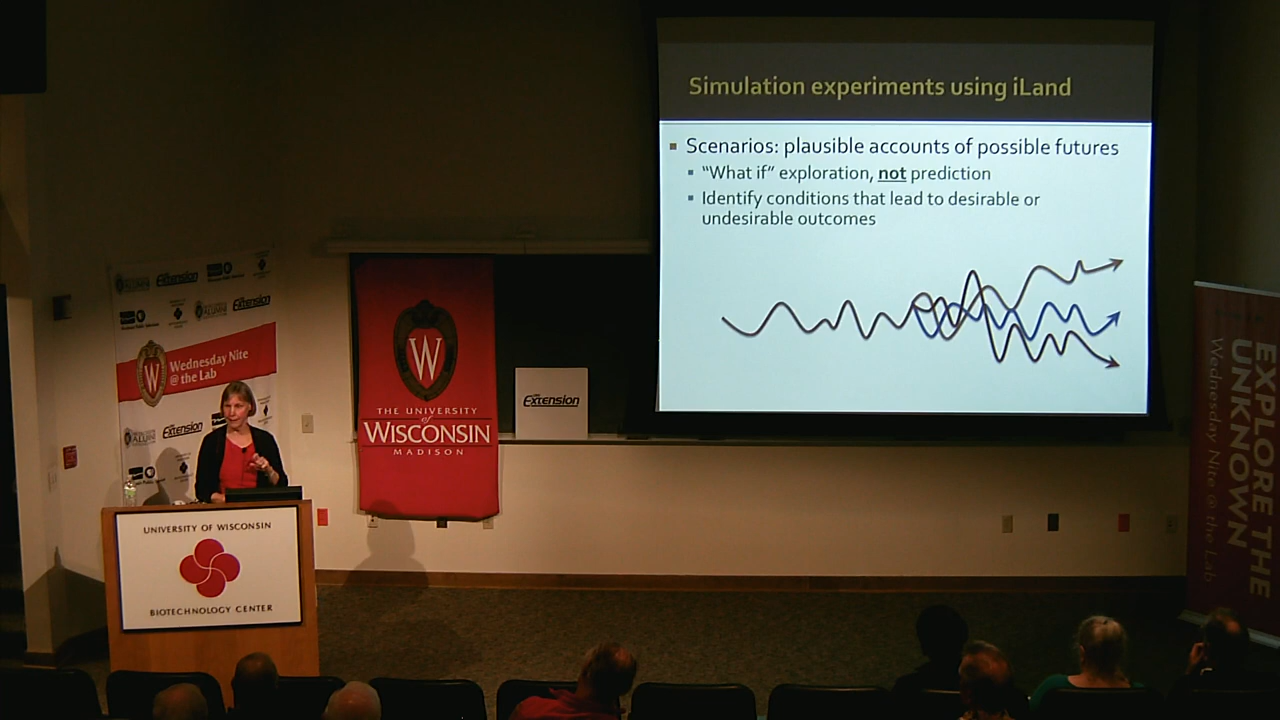 Simulation experiments using iLand
Scenarios: plausible accounts of possible futures
“What if” exploration, not prediction
Identify conditions that lead to desirable or
undesirable outcomes
Extension
Extension
Wednesday Nite
@ the Lab
Extension
W
THE UNIVERSITY
of
WISCONSIN
MADISON
Extension
UNIVERSITY OF WISCONSIN
BIOTECHNOLOGY CENTER
EXPLORE THE
UNKNOWN
Wednesday Nite @ the Lab